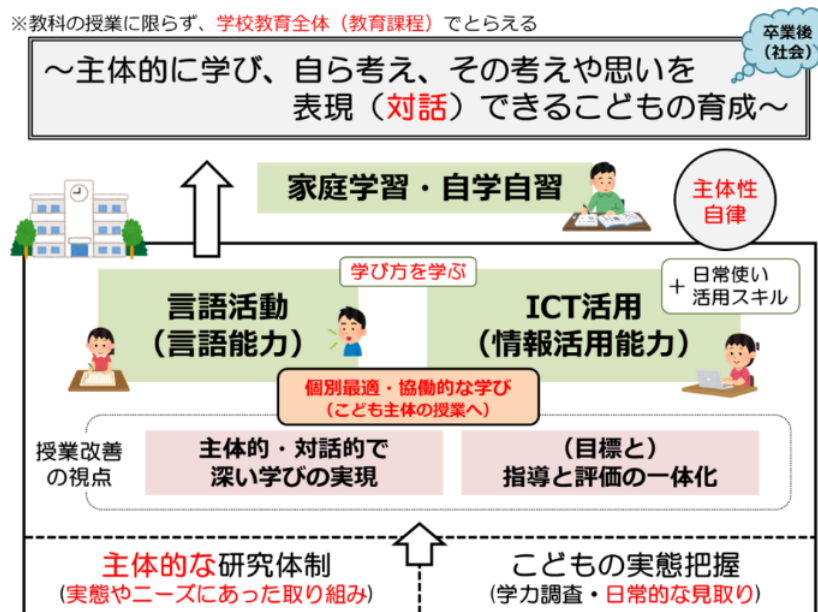 ※教科の授業に限らず、学校教育全体（教育課程）でとらえる
卒業後
（社会）
～主体的に学び、自ら考え、その考えや思いを
表現（対話）できるこどもの育成～
家庭学習・自学自習
主体性
自律
学び方を学ぶ
＋
日常使い
活用スキル
言語活動
（言語能力）
ICT活用
（情報活用能力）
個別最適・協働的な学び
（こども主体の授業へ）
授業改善
の視点
主体的・対話的で
深い学びの実現
（目標と）
指導と評価の一体化
主体的な研究体制
（実態やニーズにあった取り組み）
こどもの実態把握
（学力調査・日常的な見取り）